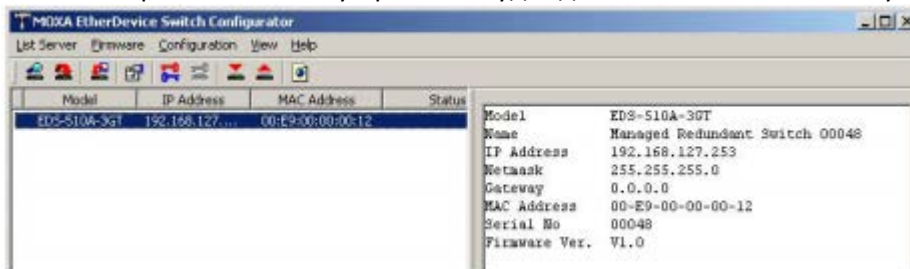 MOXA EtherDevice Switch Configurator
List Server Firmware Configuration View Help
Model IP Address MAC Address Status
EDS-510A-3GT 192.168.127.... 00:E9:00:00:00:12
Model EDS-510A-3GT
Name Managed Redundant Switch 00048
IP Address 192.168.127.253
Netmask 255.255.255.0
Gateway 0.0.0.0
MAC Address 00-E9-00-00-00-12
Serial No 00048
Firmware Ver. V1.0